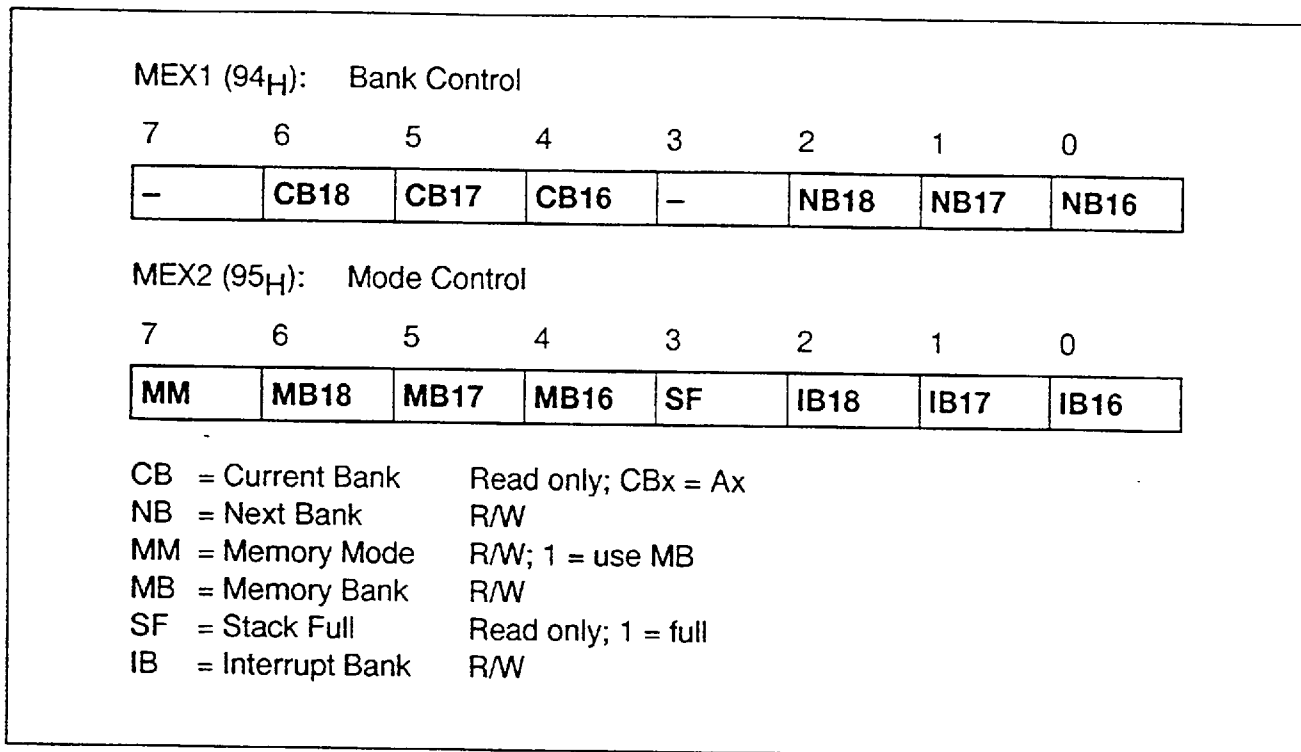 MEX1 (94H): Bank Control
7 6 5 4 3 2 1 0
– CB18 CB17 CB16 – NB18 NB17 NB16
MEX2 (95H): Mode Control
7 6 5 4 3 2 1 0
MM MB18 MB17 MB16 SF IB18 IB17 IB16
CB = Current Bank Read only; CBx = Ax
NB = Next Bank R/W
MM = Memory Mode R/W; 1 = use MB
MB = Memory Bank R/W
SF = Stack Full Read only; 1 = full
IB = Interrupt Bank R/W